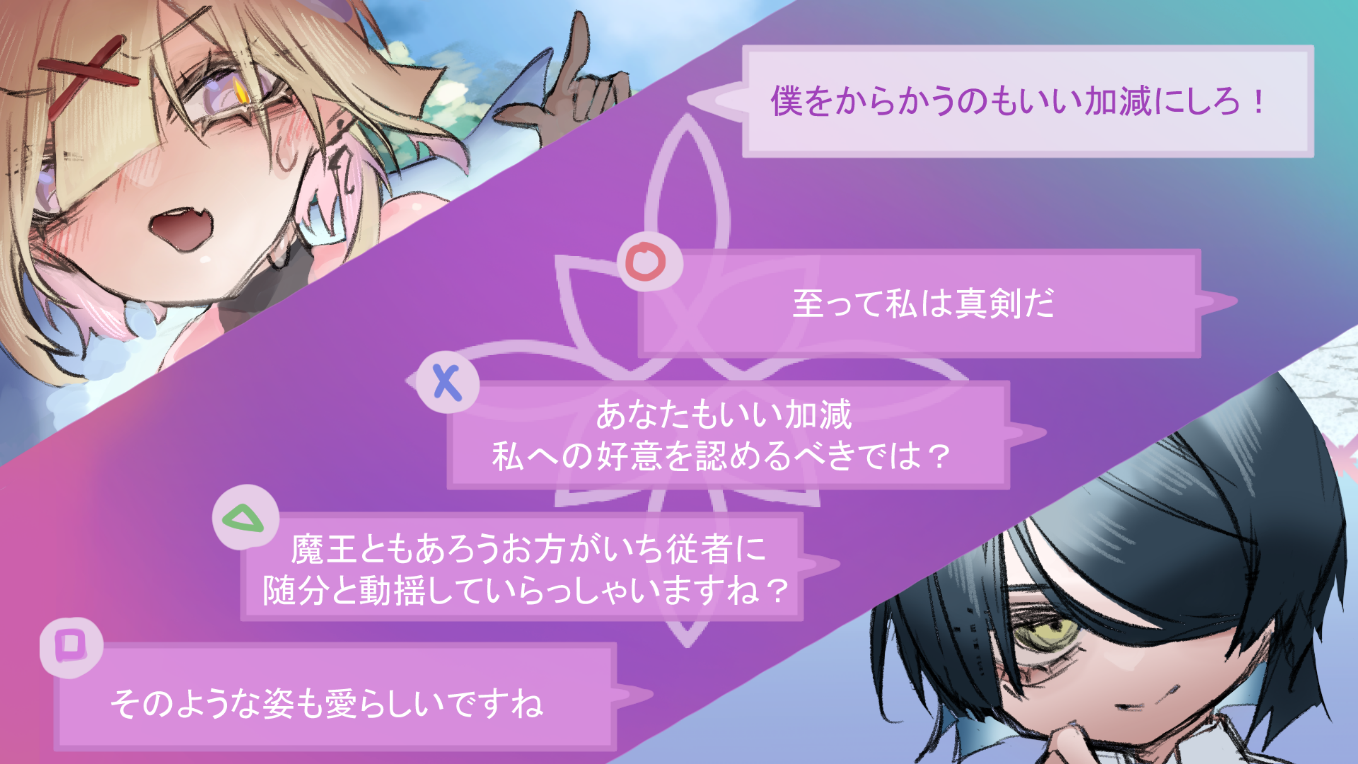 僕をからかうのもいい加減にしろ！
至って私は真剣だ
あなたもいい加減
私への好意を認めるべきでは？
魔王ともあろうお方がいち従者に
随分と動揺していらっしゃいますね？
そのような姿も愛らしいですね